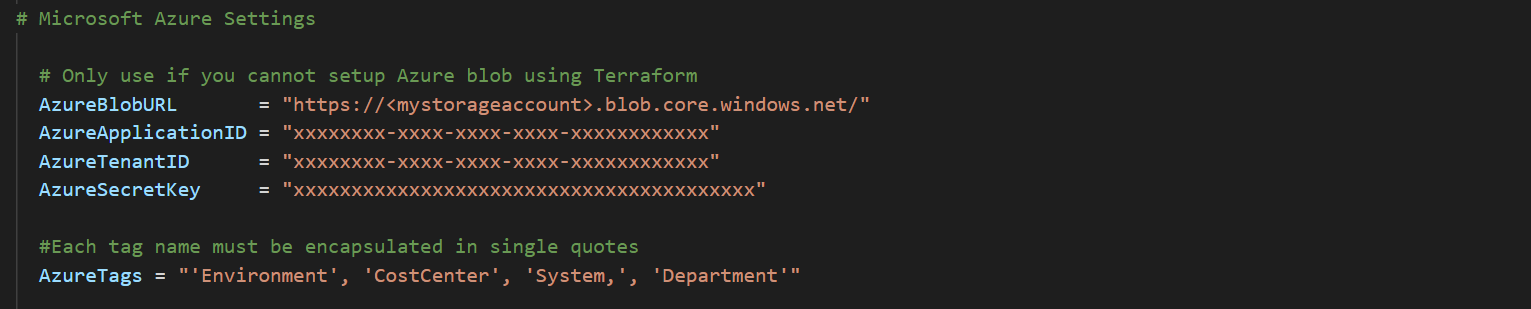 # Microsoft Azure Settings
# Only use if you cannot setup Azure blob using Terraform
AzureBlobURL = "https://<mystorageaccount>.blob.core.windows.net/"
AzureApplicationID = "xxxxxxxx-xxxx-xxxx-xxxx-xxxxxxxxxxxx"
AzureTenantID = "xxxxxxxx-xxxx-xxxx-xxxx-xxxxxxxxxxxx"
AzureSecretKey = "xxxxxxxxxxxxxxxxxxxxxxxxxxxxxxxxxxxxxxxx"
#Each tag name must be encapsulated in single quotes
AzureTags = "'Environment', 'CostCenter', 'System,', 'Department'"